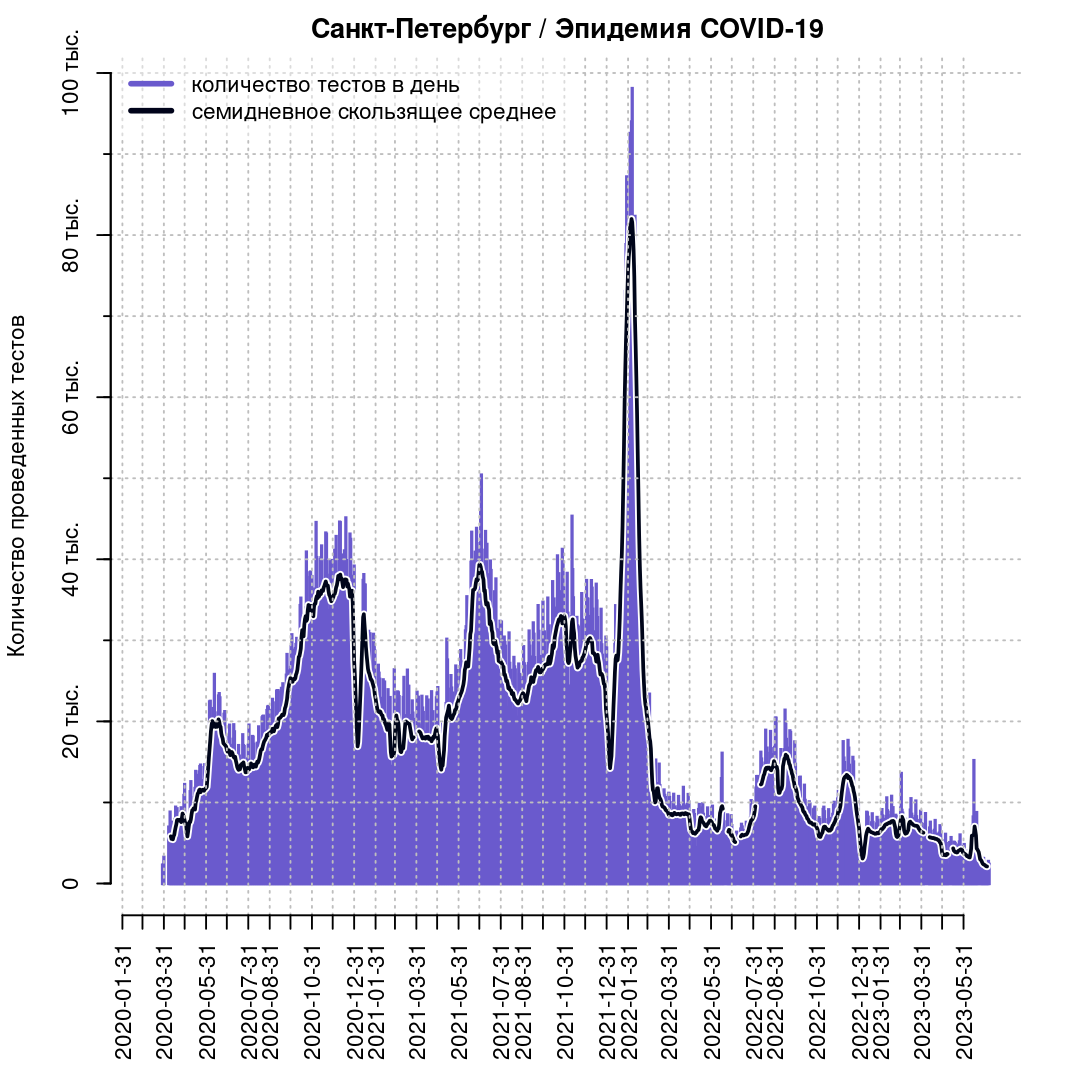 Санкт-Петербург / Эпидемия COVID-19
количество тестов в день
семидневное скользящее среднее
Количество проведенных тестов
100 тыс.
80 тыс.
60 тыс.
40 тыс.
20 тыс.
0
2020-01-31
2020-03-31
2020-05-31
2020-07-31
2020-08-31
2020-10-31
2020-12-31
2021-01-31
2021-03-31
2021-05-31
2021-07-31
2021-08-31
2021-10-31
2021-12-31
2022-01-31
2022-03-31
2022-05-31
2022-07-31
2022-08-31
2022-10-31
2022-12-31
2023-01-31
2023-03-31
2023-05-31